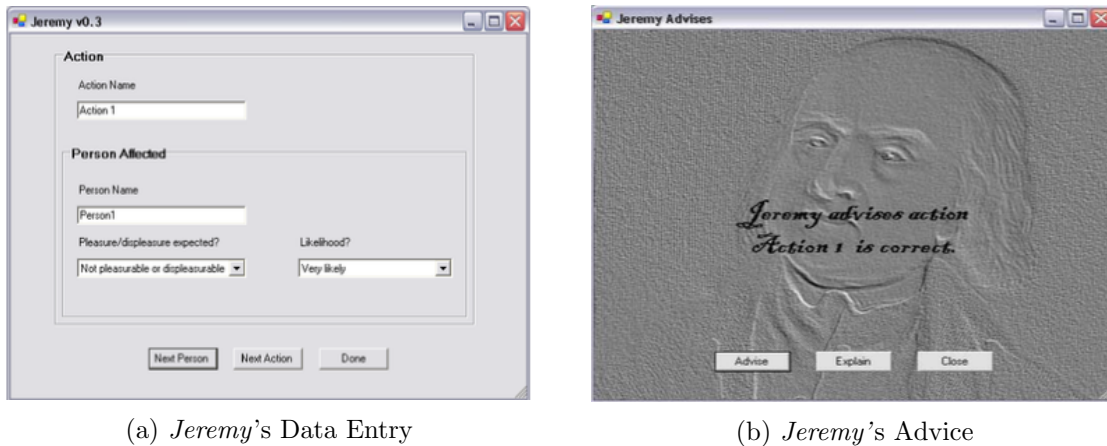 Jeremy v0.3
Action
Action Name
Action 1
Person Affected
Person Name
Person1
Pleasure/displeasure expected?
Likelihood?
Not pleasurable or displeasurable
Very likely
Next Person
Next Action
Done
(a) Jeremy's Data Entry
Jeremy Advises
Jeremy advises action
Action 1 is correct.
Advise
Explain
Close
(b) Jeremy's Advice